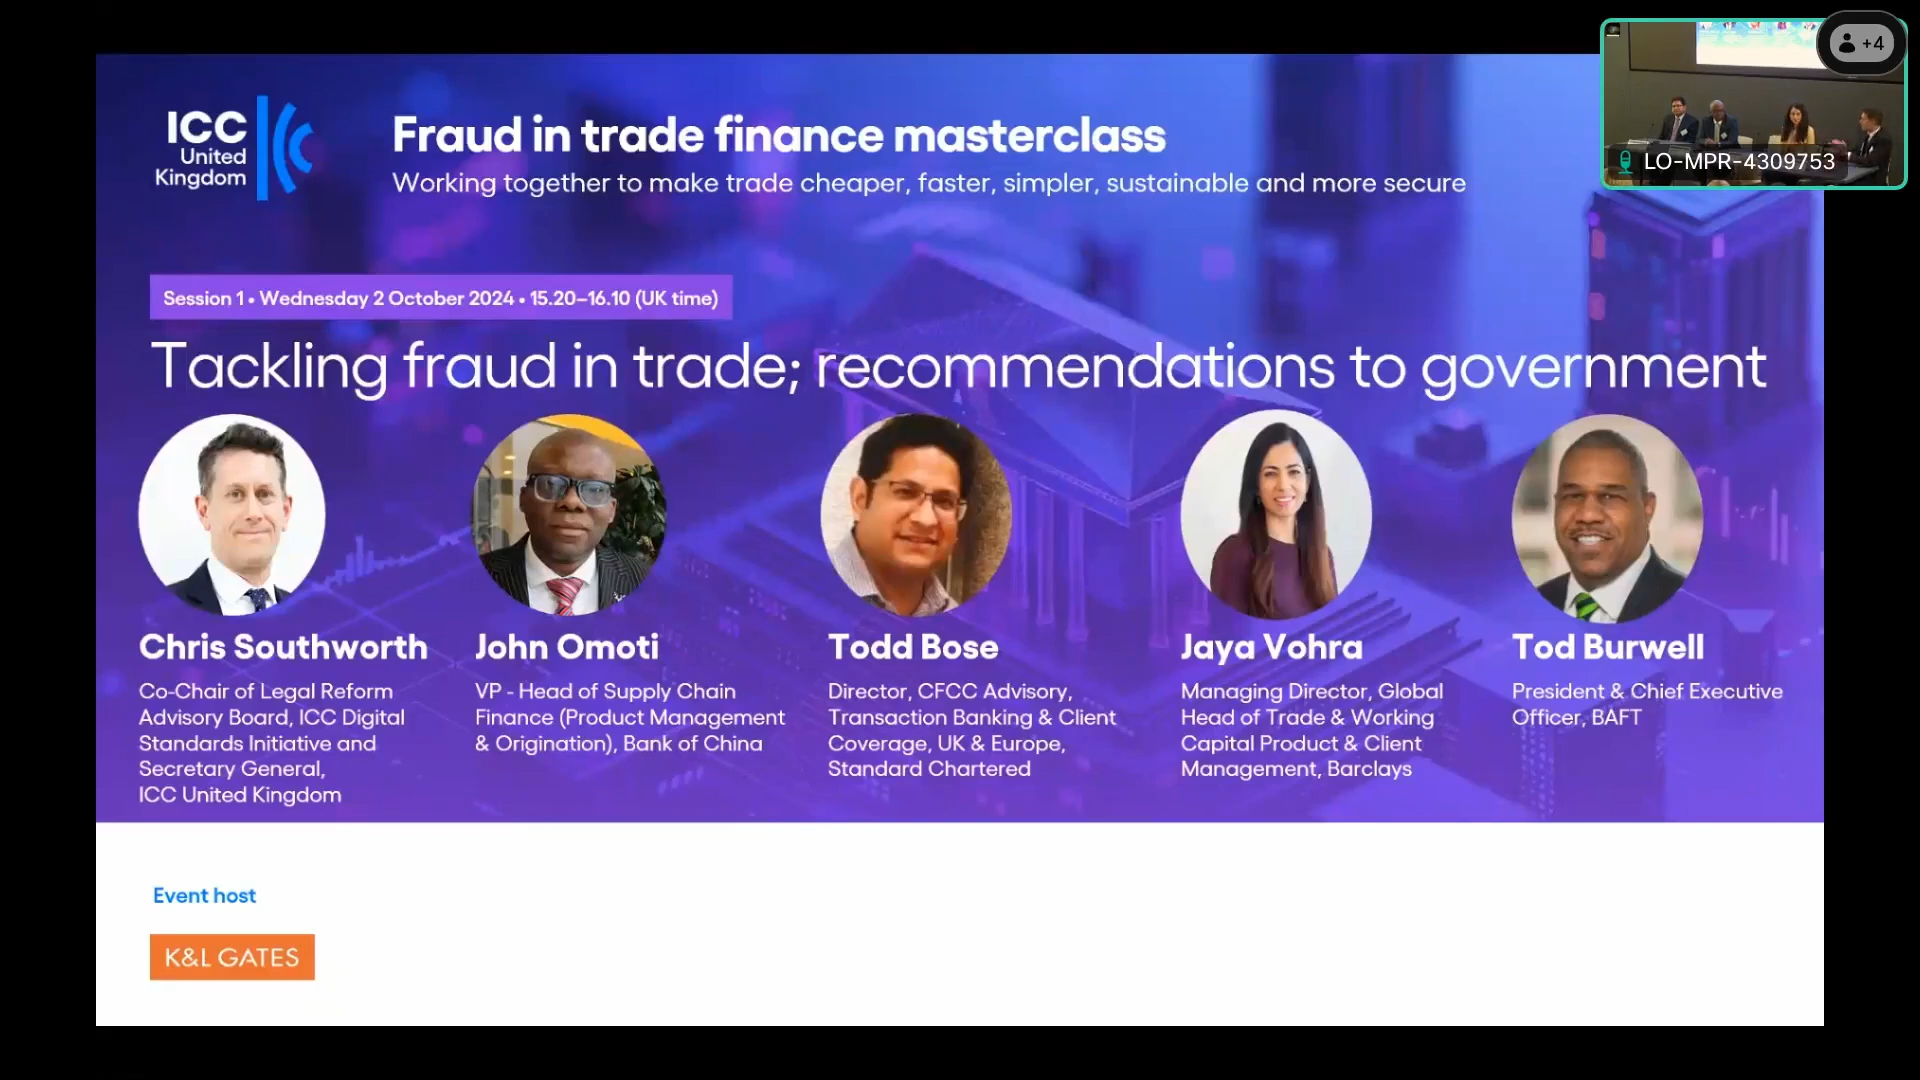 ICC
United
Kingdom
Fraud in trade finance masterclass
Working together to make trade cheaper, faster, simpler, sustainable and more secure
+4
LO-MPR-4309753
Session 1 • Wednesday 2 October 2024 • 15.20–16.10 (UK time)
Tackling fraud in trade; recommendations to government
Chris Southworth
Co-Chair of Legal Reform
Advisory Board, ICC Digital
Standards Initiative and
Secretary General,
ICC United Kingdom
John Omoti
VP - Head of Supply Chain
Finance (Product Management
& Origination), Bank of China
Todd Bose
Director, CFCC Advisory,
Transaction Banking & Client
Coverage, UK & Europe,
Standard Chartered
Jaya Vohra
Managing Director, Global
Head of Trade & Working
Capital Product & Client
Management, Barclays
Tod Burwell
President & Chief Executive
Officer, BAFT
Event host
K&L GATES